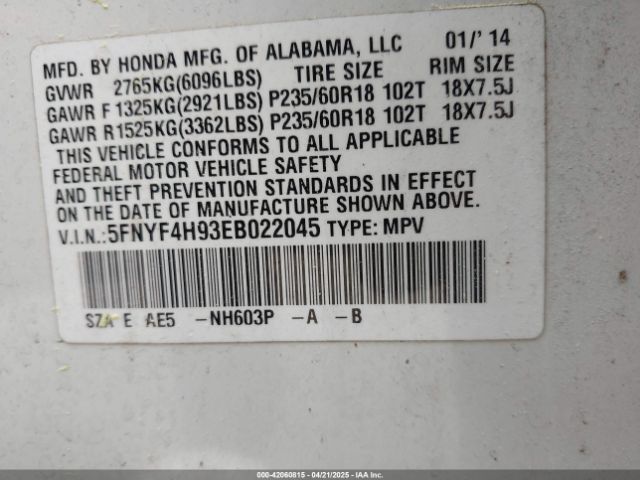 MFD. BY HONDA MFG. OF ALABAMA, LLC 01/'14
GVWR 2765KG(6096LBS) TIRE SIZE RIM SIZE
GAWR F 1325KG(2921LBS) P235/60R18 102T 18X7.5J
GAWR R1525KG(3362LBS) P235/60R18 102T 18X7.5J
THIS VEHICLE CONFORMS TO ALL APPLICABLE
FEDERAL MOTOR VEHICLE SAFETY
AND THEFT PREVENTION STANDARDS IN EFFECT
ON THE DATE OF MANUFACTURE SHOWN ABOVE.
V.I.N.:5FNYF4H93EB022045 TYPE: MPV
SZA E AE5 -NH603P -A -B
000-42060815 - 04/21/2025 - IAA Inc.